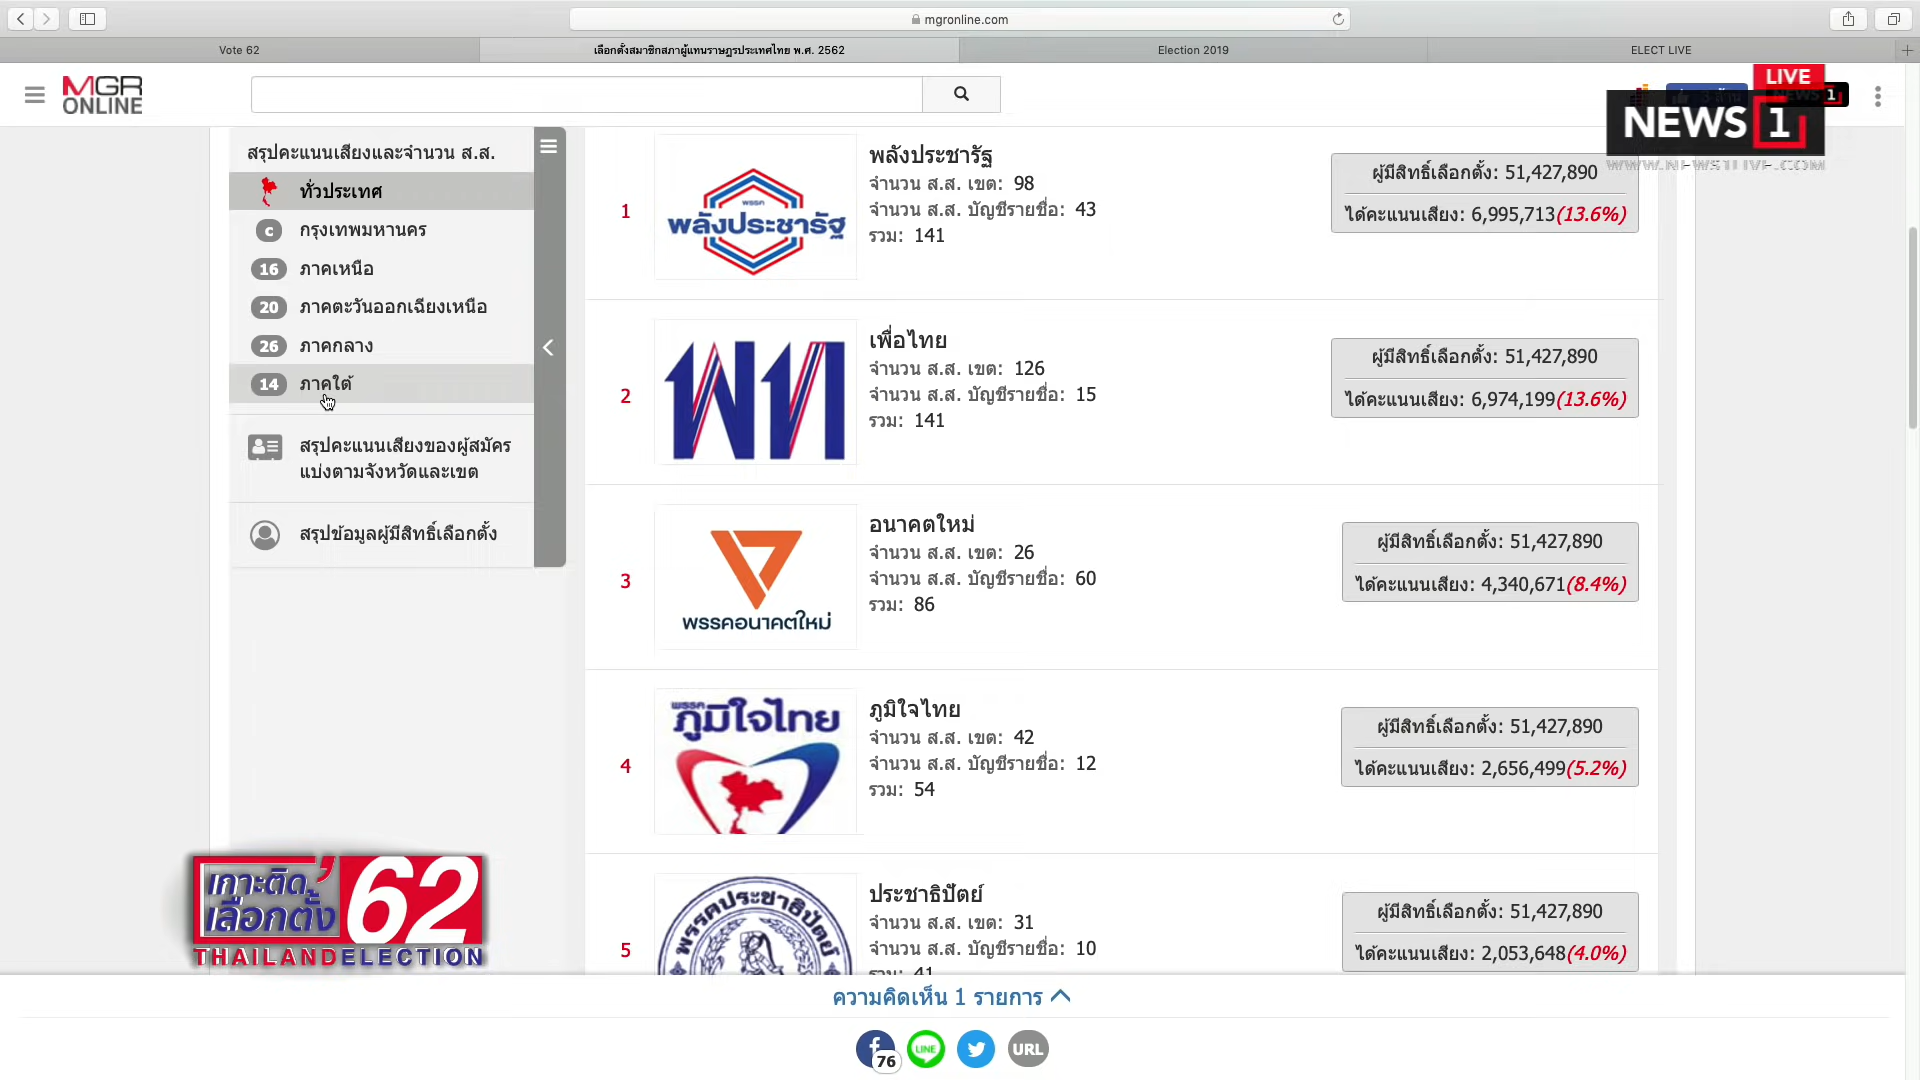 mgronline.com
Vote 62
เลือกตั้งสมาชิกสภาผู้แทนราษฎรประเทศไทย พ.ศ. 2562
Election 2019
ELECT LIVE
MGR
ONLINE
LIVE
NEWS 1
WWW.NEWS1LIVE.COM
สรุปคะแนนเสียงและจำนวน ส.ส.
ทั่วประเทศ
c กรุงเทพมหานคร
16 ภาคเหนือ
20 ภาคตะวันออกเฉียงเหนือ
26 ภาคกลาง
14 ภาคใต้
สรุปคะแนนเสียงของผู้สมัคร
แบ่งตามจังหวัดและเขต
สรุปข้อมูลผู้มีสิทธิ์เลือกตั้ง
1
พรรค
พลังประชารัฐ
พลังประชารัฐ
จำนวน ส.ส. เขต: 98
จำนวน ส.ส. บัญชีรายชื่อ: 43
รวม: 141
ผู้มีสิทธิ์เลือกตั้ง: 51,427,890
ได้คะแนนเสียง: 6,995,713(13.6%)
2
พท
เพื่อไทย
จำนวน ส.ส. เขต: 126
จำนวน ส.ส. บัญชีรายชื่อ: 15
รวม: 141
ผู้มีสิทธิ์เลือกตั้ง: 51,427,890
ได้คะแนนเสียง: 6,974,199(13.6%)
3
พรรคอนาคตใหม่
อนาคตใหม่
จำนวน ส.ส. เขต: 26
จำนวน ส.ส. บัญชีรายชื่อ: 60
รวม: 86
ผู้มีสิทธิ์เลือกตั้ง: 51,427,890
ได้คะแนนเสียง: 4,340,671(8.4%)
4
พรรค
ภูมิใจไทย
ภูมิใจไทย
จำนวน ส.ส. เขต: 42
จำนวน ส.ส. บัญชีรายชื่อ: 12
รวม: 54
ผู้มีสิทธิ์เลือกตั้ง: 51,427,890
ได้คะแนนเสียง: 2,656,499(5.2%)
5
พรรคประชาธิปัตย์
ประชาธิปัตย์
จำนวน ส.ส. เขต: 31
จำนวน ส.ส. บัญชีรายชื่อ: 10
รวม: 41
ผู้มีสิทธิ์เลือกตั้ง: 51,427,890
ได้คะแนนเสียง: 2,053,648(4.0%)
เกาะติด
เลือกตั้ง '62
THAILAND ELECTION
ความคิดเห็น 1 รายการ
76
LINE
URL